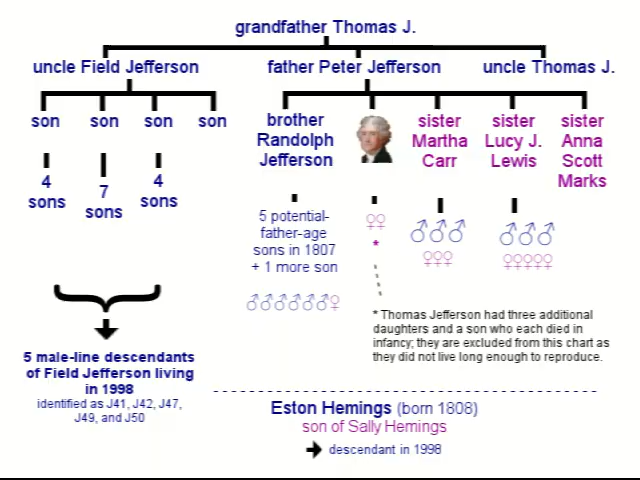 grandfather Thomas J.
uncle Field Jefferson
father Peter Jefferson
uncle Thomas J.
son
son
son
son
brother
Randolph
Jefferson
sister
Martha
Carr
sister
Lucy J.
Lewis
sister
Anna
Scott
Marks
4
sons
7
sons
4
sons
5 potential-
father-age
sons in 1807
+ 1 more son
♂♂♂♂♂♂♀
♀♀
*
♂♂♂
♀♀♀
♂♂♂
♀♀♀♀♀
* Thomas Jefferson had three additional
daughters and a son who each died in
infancy; they are excluded from this chart as
they did not live long enough to reproduce.
5 male-line descendants
of Field Jefferson living
in 1998
identified as J41, J42, J47,
J49, and J50
Eston Hemings (born 1808)
son of Sally Hemings
descendant in 1998